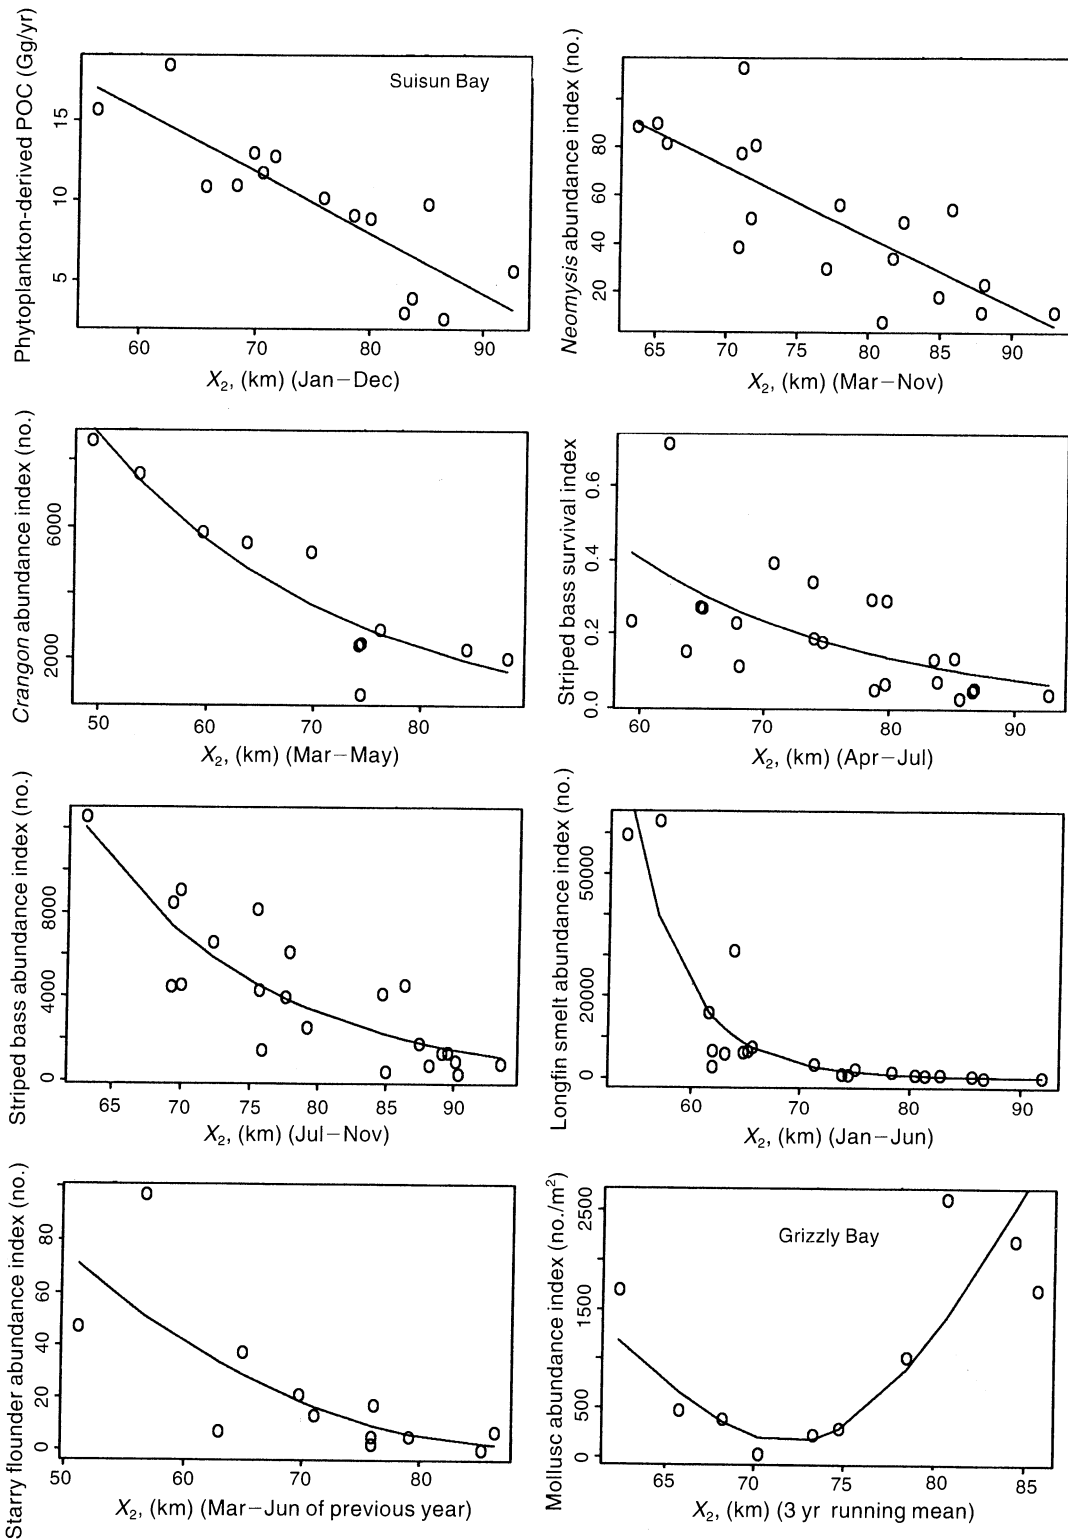 Phytoplankton-derived POC (Gg/yr)
15
10
5
Suisun Bay
60 70 80 90
X₂, (km) (Jan–Dec)
Neomysis abundance index (no.)
80
60
40
20
65 70 75 80 85 90
X₂, (km) (Mar–Nov)
Crangon abundance index (no.)
6000
2000
50 60 70 80
X₂, (km) (Mar–May)
Striped bass survival index
0.6
0.4
0.2
0.0
60 70 80 90
X₂, (km) (Apr–Jul)
Striped bass abundance index (no.)
8000
4000
0
65 70 75 80 85 90
X₂, (km) (Jul–Nov)
Longfin smelt abundance index (no.)
50000
20000
0
60 70 80 90
X₂, (km) (Jan–Jun)
Starry flounder abundance index (no.)
80
60
40
20
0
50 60 70 80
X₂, (km) (Mar–Jun of previous year)
Mollusc abundance index (no./m²)
2500
1500
500
0
Grizzly Bay
65 70 75 80 85
X₂, (km) (3 yr running mean)